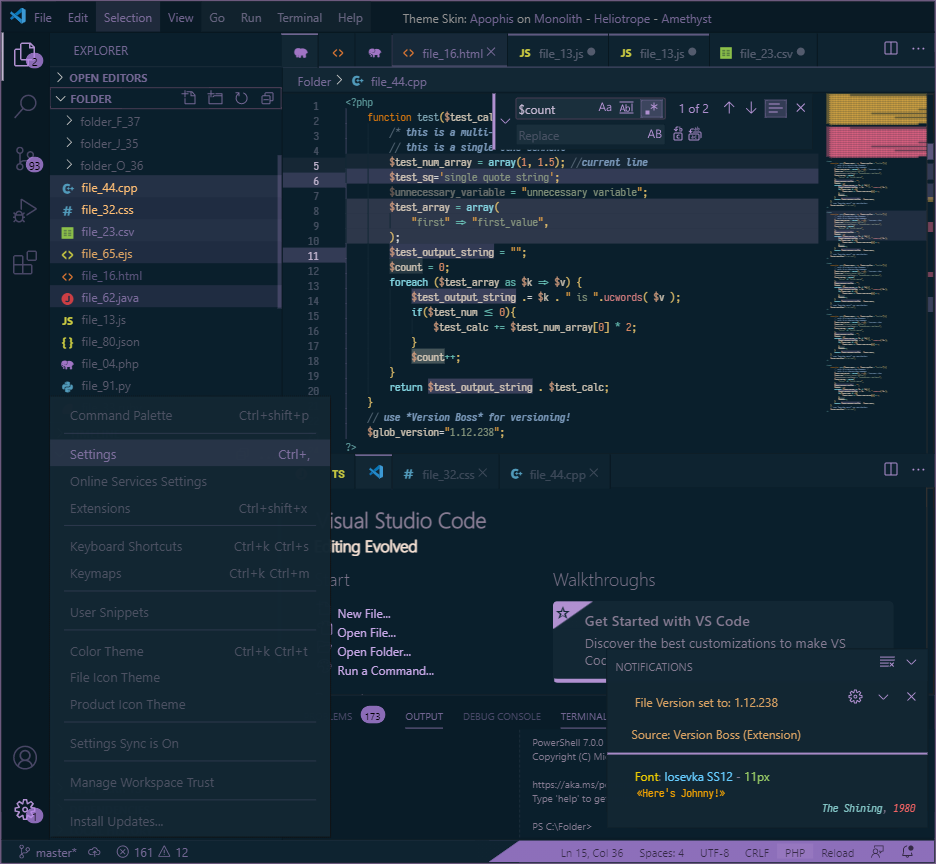 File Edit Selection View Go Run Terminal Help Theme Skin: Apophis on Monolith - Heliotrope - Amethyst
2
EXPLORER
file_16.html
JS file_13.js
JS file_13.js
file_23.csv
OPEN EDITORS
Folder > file_44.cpp
FOLDER
folder_F_37
folder_J_35
folder_O_36
93
file_44.cpp
# file_32.css
file_23.csv
file_65.ejs
file_16.html
file_62.java
JS file_13.js
{} file_80.json
file_04.php
file_91.py
$count Aa Abl .* 1 of 2
Replace AB
1 <?php
2 function test($test_cal
3 /* this is a multi-
4 // this is a single
5 $test_num_array = array(1, 1.5); //current line
6 $test_sq='single quote string';
7 $unnecessary_variable = "unnecessary variable";
8 $test_array = array(
9 "first" => "first_value",
10 );
11 $test_output_string = "";
12 $count = 0;
13 foreach ($test_array as $k => $v) {
14 $test_output_string .= $k . " is ".ucwords( $v );
15 if($test_num ≤ 0){
16 $test_calc += $test_num_array[0] * 2;
17 }
18 $count++;
19 }
20 return $test_output_string . $test_calc;
}
// use *Version Boss* for versioning!
$glob_version="1.12.238";
?>
Command Palette Ctrl+shift+p
Settings Ctrl+,
Online Services Settings
Extensions Ctrl+shift+x
Keyboard Shortcuts Ctrl+k Ctrl+s
Keymaps Ctrl+k Ctrl+m
User Snippets
Color Theme Ctrl+k Ctrl+t
File Icon Theme
Product Icon Theme
Settings Sync is On
Manage Workspace Trust
Install Updates...
1
TS
# file_32.css
file_44.cpp
isual Studio Code
iting Evolved
art
New File...
Open File...
Open Folder...
Run a Command...
Walkthroughs
Get Started with VS Code
Discover the best customizations to make VS
Coc
LEMS 173 OUTPUT DEBUG CONSOLE TERMINAL
PowerShell 7.0.0
Copyright (C) Mi
https://aka.ms/p
Type 'help' to ge
PS C:\Folder>
NOTIFICATIONS
File Version set to: 1.12.238
Source: Version Boss (Extension)
Font: Iosevka SS12 - 11px
«Here's Johnny!»
The Shining, 1980
master* 161 12 Ln 15, Col 36 Spaces: 4 UTF-8 CRLF PHP Reload